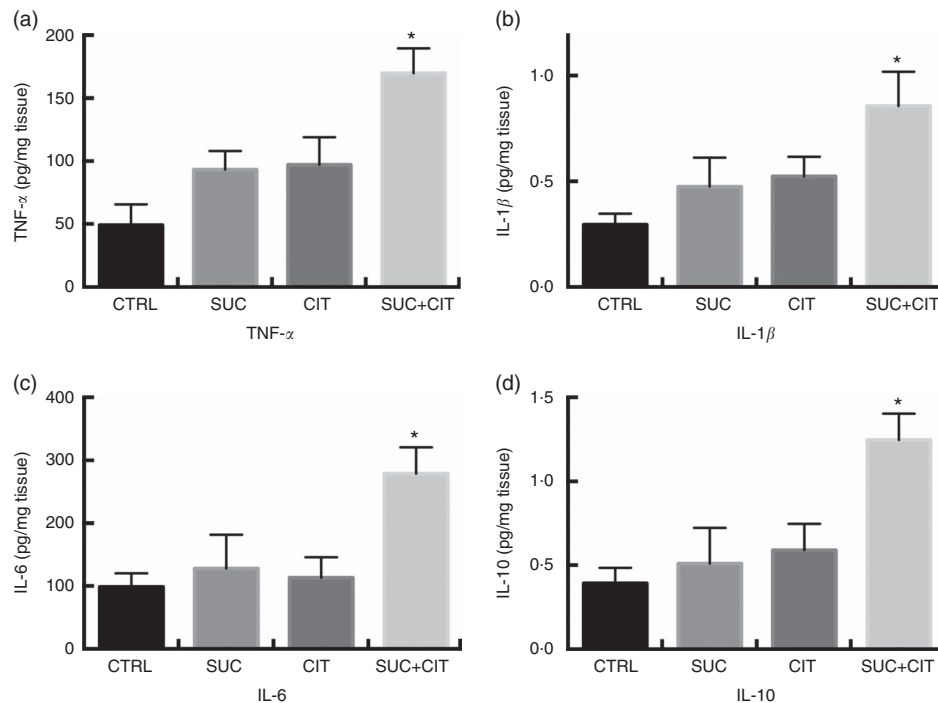 (a)
TNF-α (pg/mg tissue)
200
150
100
50
0
*
CTRL SUC CIT SUC+CIT
TNF-α
(b)
IL-1β (pg/mg tissue)
1·0
0·5
0·0
*
CTRL SUC CIT SUC+CIT
IL-1β
(c)
IL-6 (pg/mg tissue)
400
300
200
100
0
*
CTRL SUC CIT SUC+CIT
IL-6
(d)
IL-10 (pg/mg tissue)
1·5
1·0
0·5
0·0
*
CTRL SUC CIT SUC+CIT
IL-10